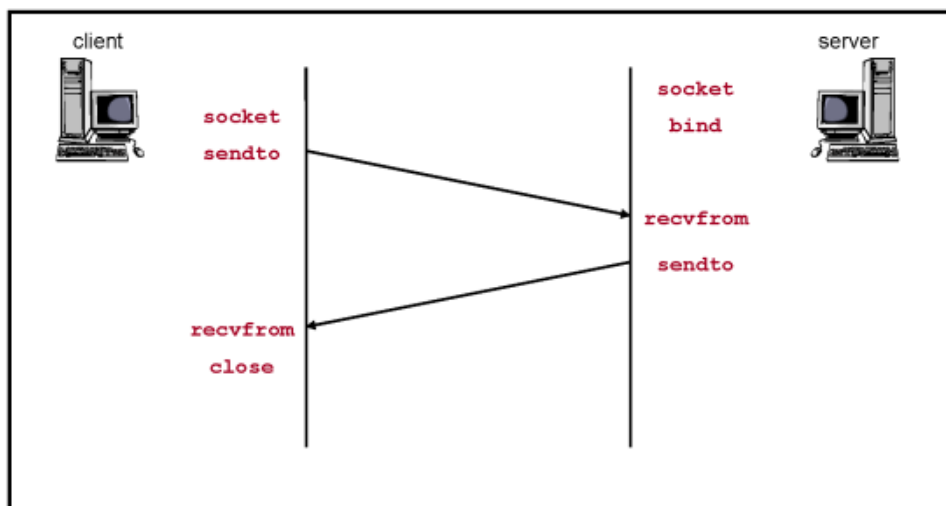 client
server
socket
bind
socket
sendto
recvfrom
sendto
recvfrom
close